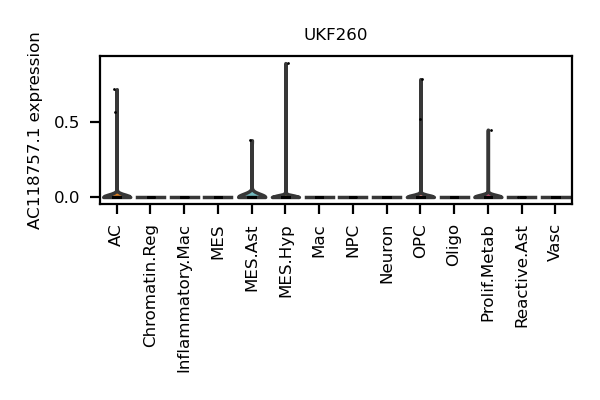 UKF260
AC118757.1 expression
0.5
0.0
AC
Chromatin.Reg
Inflammatory.Mac
MES
MES.Ast
MES.Hyp
Mac
NPC
Neuron
OPC
Oligo
Prolif.Metab
Reactive.Ast
Vasc